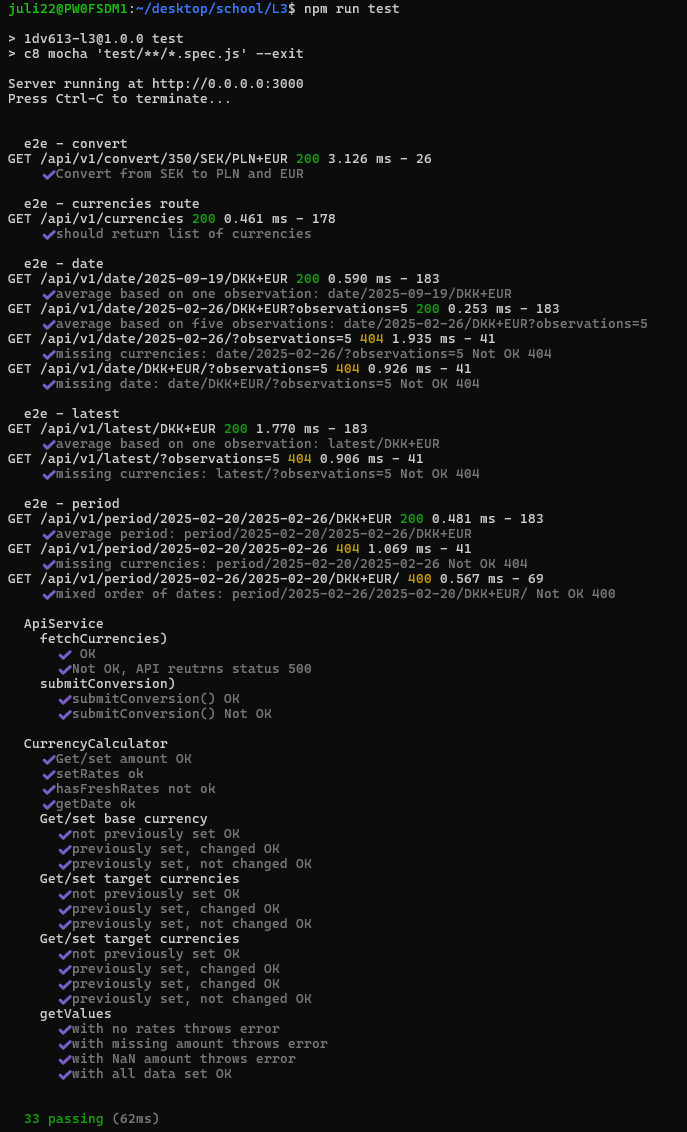 juli22@PW0FSDM1:~/desktop/school/L3$ npm run test
> 1dv613-l3@1.0.0 test
> c8 mocha 'test/**/*.spec.js' --exit
Server running at http://0.0.0.0:3000
Press Ctrl-C to terminate...
e2e - convert
GET /api/v1/convert/350/SEK/PLN+EUR 200 3.126 ms - 26
✔Convert from SEK to PLN and EUR
e2e - currencies route
GET /api/v1/currencies 200 0.461 ms - 178
✔should return list of currencies
e2e - date
GET /api/v1/date/2025-09-19/DKK+EUR 200 0.590 ms - 183
✔average based on one observation: date/2025-09-19/DKK+EUR
GET /api/v1/date/2025-02-26/DKK+EUR?observations=5 200 0.253 ms - 183
✔average based on five observations: date/2025-02-26/DKK+EUR?observations=5
GET /api/v1/date/2025-02-26/?observations=5 404 1.935 ms - 41
✔missing currencies: date/2025-02-26/?observations=5 Not OK 404
GET /api/v1/date/DKK+EUR/?observations=5 404 0.926 ms - 41
✔missing date: date/DKK+EUR/?observations=5 Not OK 404
e2e - latest
GET /api/v1/latest/DKK+EUR 200 1.770 ms - 183
✔average based on one observation: latest/DKK+EUR
GET /api/v1/latest/?observations=5 404 0.906 ms - 41
✔missing currencies: latest/?observations=5 Not OK 404
e2e - period
GET /api/v1/period/2025-02-20/2025-02-26/DKK+EUR 200 0.481 ms - 183
✔average period: period/2025-02-20/2025-02-26/DKK+EUR
GET /api/v1/period/2025-02-20/2025-02-26 404 1.069 ms - 41
✔missing currencies: period/2025-02-20/2025-02-26 Not OK 404
GET /api/v1/period/2025-02-26/2025-02-20/DKK+EUR/ 400 0.567 ms - 69
✔mixed order of dates: period/2025-02-26/2025-02-20/DKK+EUR/ Not OK 400
ApiService
fetchCurrencies)
✔ OK
✔Not OK, API reutrns status 500
submitConversion)
✔submitConversion() OK
✔submitConversion() Not OK
CurrencyCalculator
✔Get/set amount OK
✔setRates ok
✔hasFreshRates not ok
✔getDate ok
Get/set base currency
✔not previously set OK
✔previously set, changed OK
✔previously set, not changed OK
Get/set target currencies
✔not previously set OK
✔previously set, changed OK
✔previously set, not changed OK
Get/set target currencies
✔not previously set OK
✔previously set, changed OK
✔previously set, changed OK
✔previously set, not changed OK
getValues
✔with no rates throws error
✔with missing amount throws error
✔with NaN amount throws error
✔with all data set OK
33 passing (62ms)